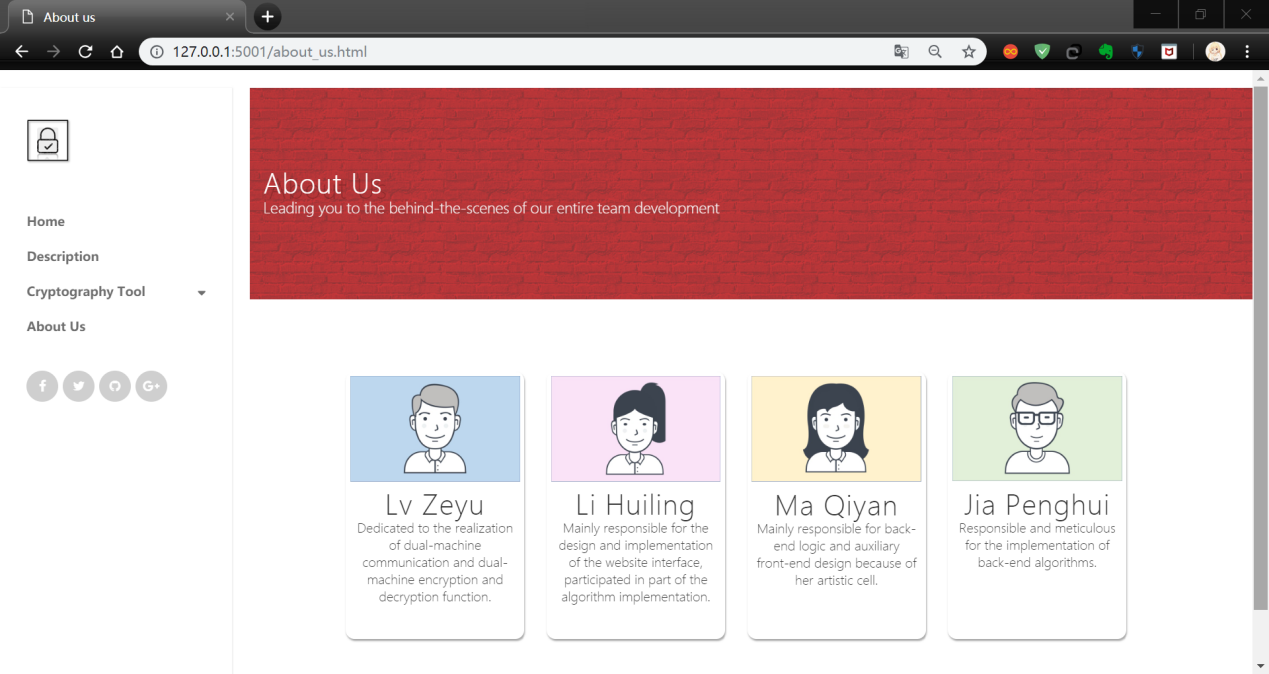 About us
127.0.0.1:5001/about_us.html
Home
Description
Cryptography Tool
About Us
G+
About Us
Leading you to the behind-the-scenes of our entire team development
Lv Zeyu
Dedicated to the realization
of dual-machine
communication and dual-
machine encryption and
decryption function.
Li Huiling
Mainly responsible for the
design and implementation
of the website interface,
participated in part of the
algorithm implementation.
Ma Qiyan
Mainly responsible for back-
end logic and auxiliary
front-end design because of
her artistic cell.
Jia Penghui
Responsible and meticulous
for the implementation of
back-end algorithms.